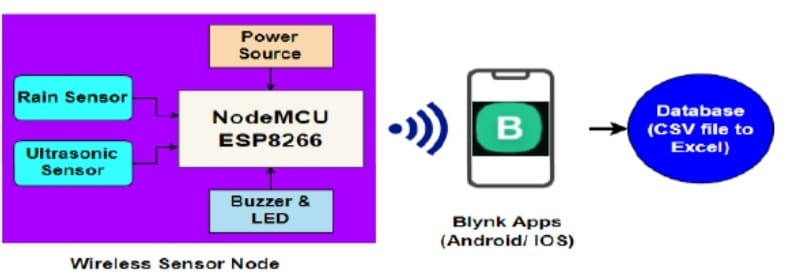 Power
Source
Rain Sensor
NodeMCU
ESP8266
Ultrasonic
Sensor
Buzzer &
LED
Wireless Sensor Node
B
Blynk Apps
(Android/ IOS)
Database
(CSV file to
Excel)